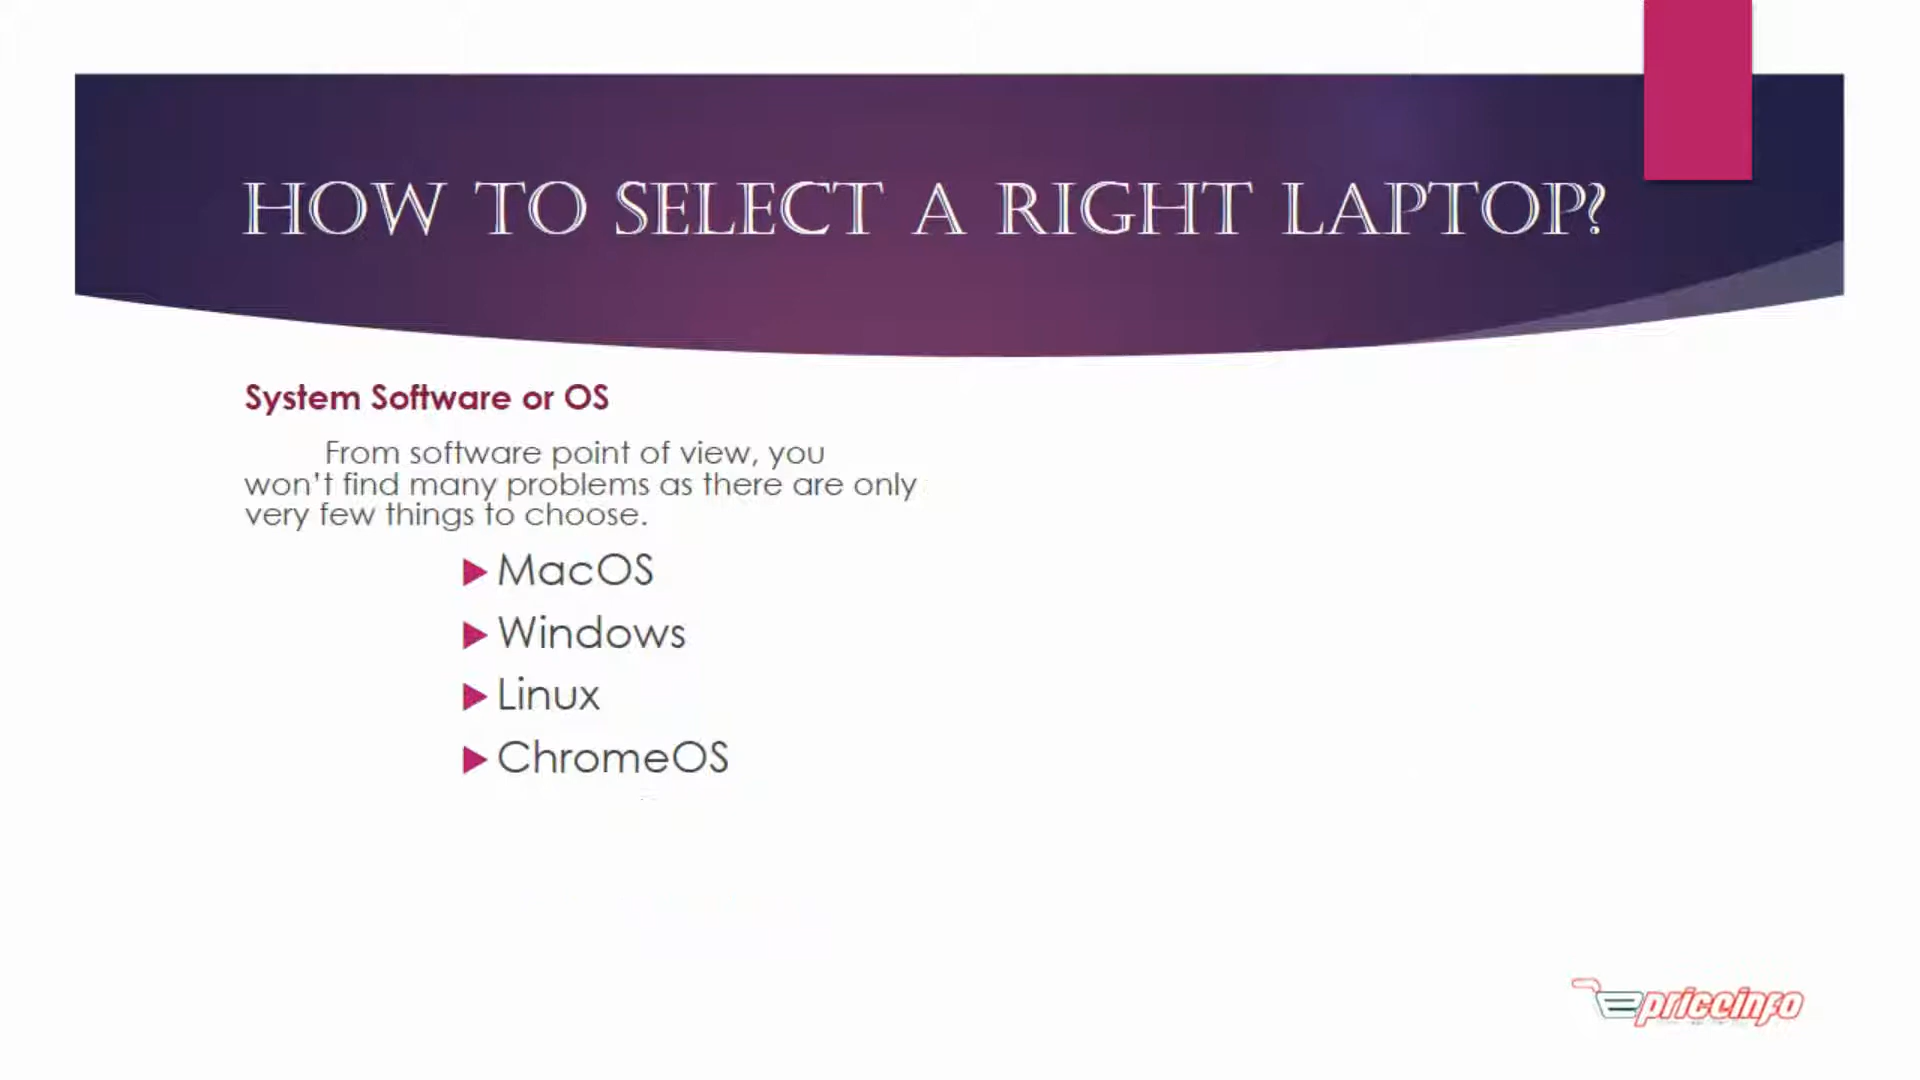 HOW TO SELECT A RIGHT LAPTOP?
System Software or OS
From software point of view, you
won't find many problems as there are only
very few things to choose.
MacOS
Windows
Linux
ChromeOS
epriceinfo